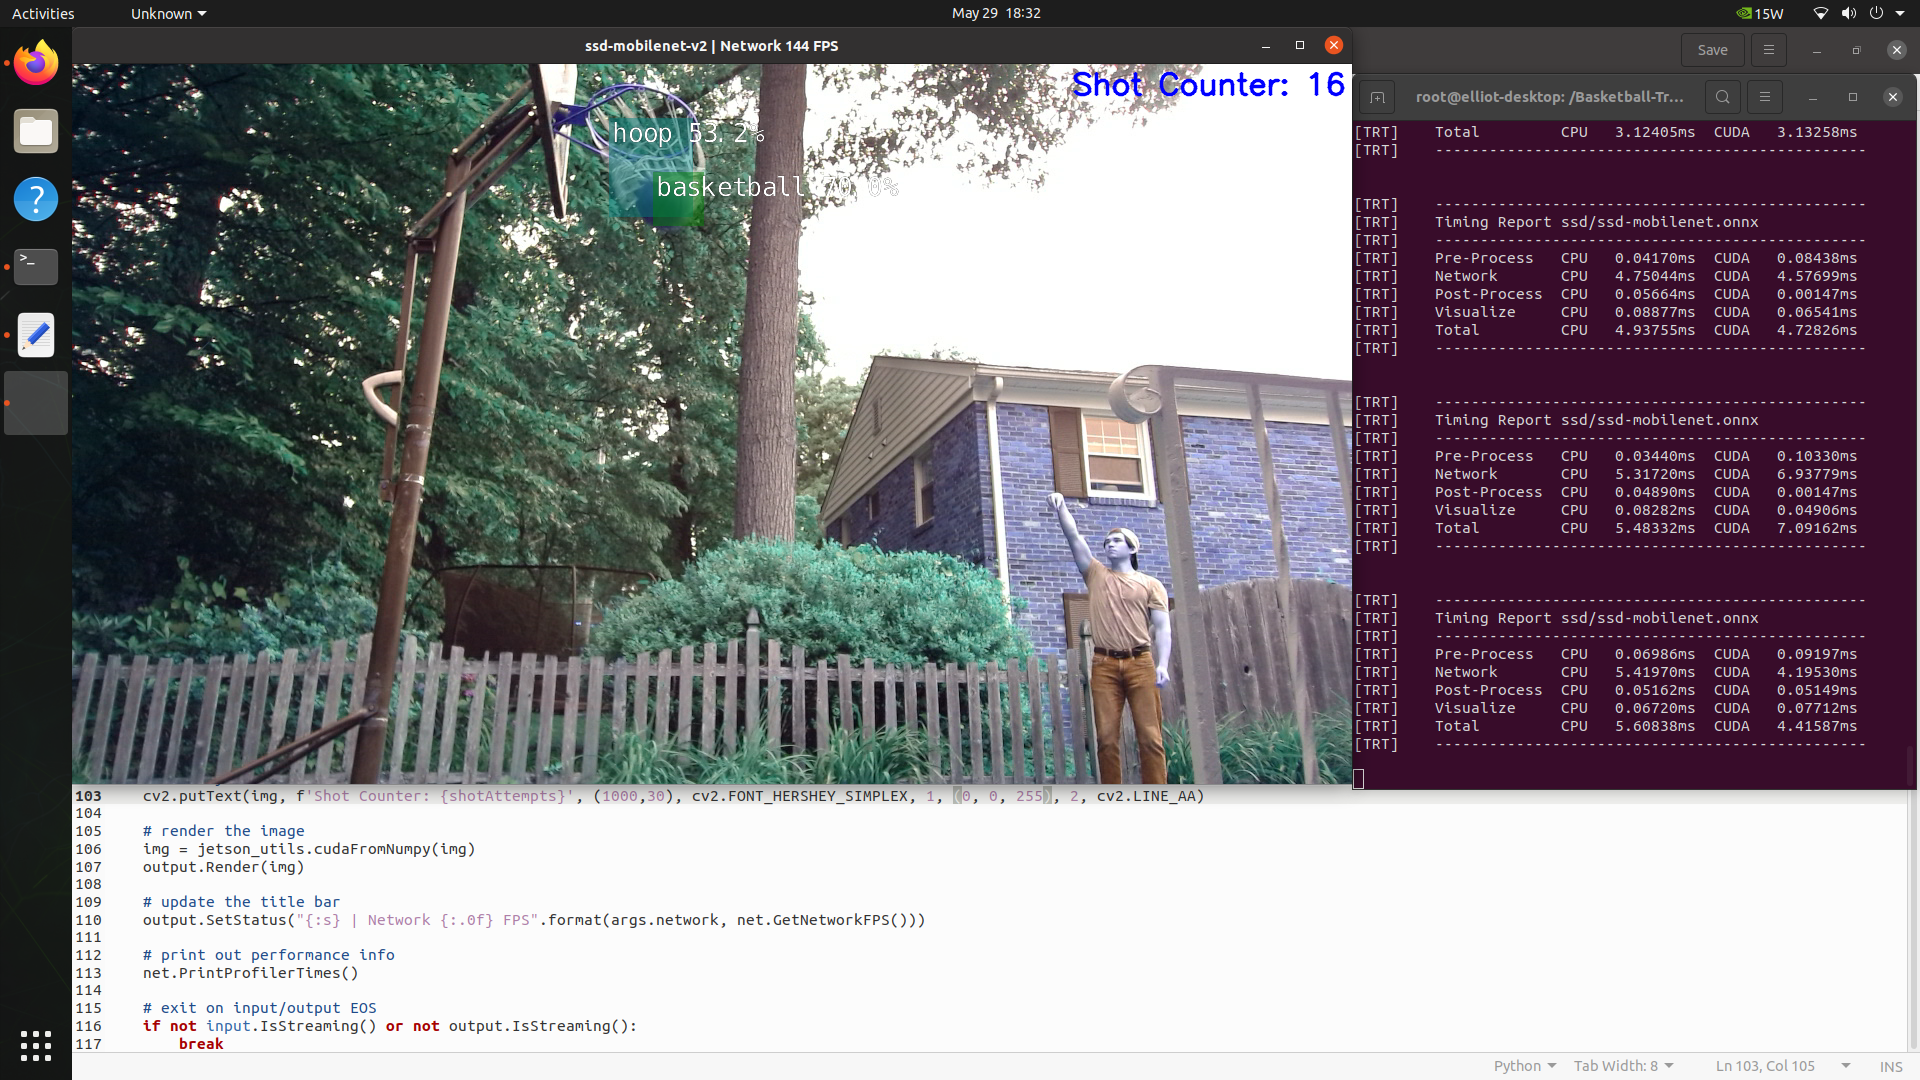 Activities
Unknown
May 29 18:32
15W
ssd-mobilenet-v2 | Network 144 FPS
Save
Shot Counter: 16
hoop 53.2%
basketball 70.0%
root@elliot-desktop: /Basketball-Tr...
[TRT] Total CPU 3.12405ms CUDA 3.13258ms
[TRT] ------------------------------------------------
[TRT] ------------------------------------------------
[TRT] Timing Report ssd/ssd-mobilenet.onnx
[TRT] ------------------------------------------------
[TRT] Pre-Process CPU 0.04170ms CUDA 0.08438ms
[TRT] Network CPU 4.75044ms CUDA 4.57699ms
[TRT] Post-Process CPU 0.05664ms CUDA 0.00147ms
[TRT] Visualize CPU 0.08877ms CUDA 0.06541ms
[TRT] Total CPU 4.93755ms CUDA 4.72826ms
[TRT] ------------------------------------------------
[TRT] ------------------------------------------------
[TRT] Timing Report ssd/ssd-mobilenet.onnx
[TRT] ------------------------------------------------
[TRT] Pre-Process CPU 0.03440ms CUDA 0.10330ms
[TRT] Network CPU 5.31720ms CUDA 6.93779ms
[TRT] Post-Process CPU 0.04890ms CUDA 0.00147ms
[TRT] Visualize CPU 0.08282ms CUDA 0.04906ms
[TRT] Total CPU 5.48332ms CUDA 7.09162ms
[TRT] ------------------------------------------------
[TRT] ------------------------------------------------
[TRT] Timing Report ssd/ssd-mobilenet.onnx
[TRT] ------------------------------------------------
[TRT] Pre-Process CPU 0.06986ms CUDA 0.09197ms
[TRT] Network CPU 5.41970ms CUDA 4.19530ms
[TRT] Post-Process CPU 0.05162ms CUDA 0.05149ms
[TRT] Visualize CPU 0.06720ms CUDA 0.07712ms
[TRT] Total CPU 5.60838ms CUDA 4.41587ms
[TRT] ------------------------------------------------
103 cv2.putText(img, f'Shot Counter: {shotAttempts}', (1000,30), cv2.FONT_HERSHEY_SIMPLEX, 1, (0, 0, 255), 2, cv2.LINE_AA)
104
105 # render the image
106 img = jetson_utils.cudaFromNumpy(img)
107 output.Render(img)
108
109 # update the title bar
110 output.SetStatus("{:s} | Network {:.0f} FPS".format(args.network, net.GetNetworkFPS()))
111
112 # print out performance info
113 net.PrintProfilerTimes()
114
115 # exit on input/output EOS
116 if not input.IsStreaming() or not output.IsStreaming():
117 break
Python
Tab Width: 8
Ln 103, Col 105
INS